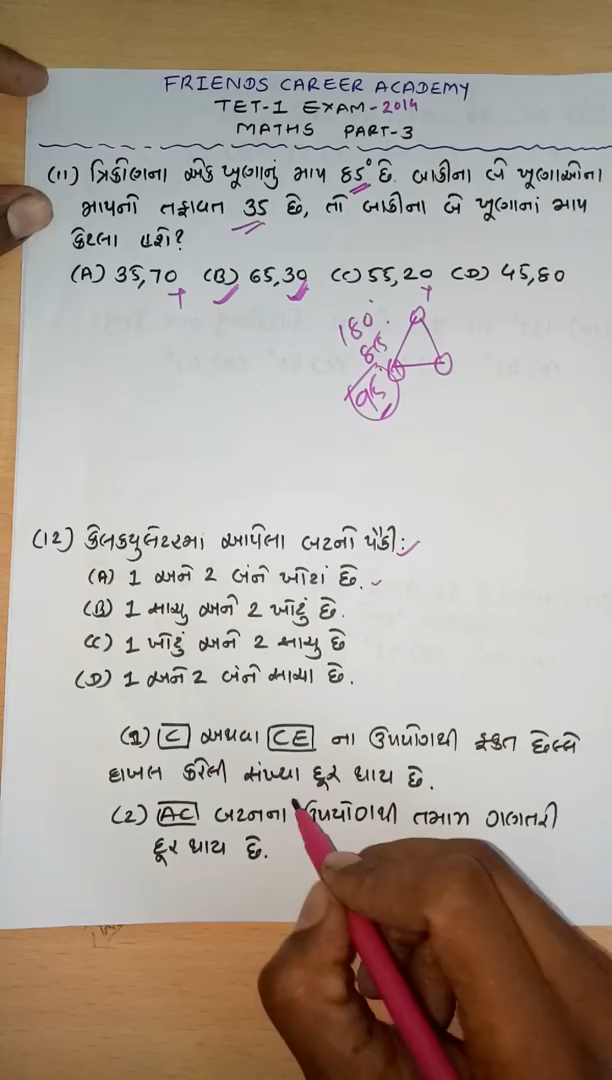 FRIENDS CAREER ACADEMY
TET-1 EXAM-2014
MATHS PART-3
(11) ત્રિકોણના એક ખૂણાનું માપ 85° છે. બાકીના બે ખૂણાઓના
માપનો તફાવત 35 છે, તો બાકીના બે ખૂણાનાં માપ
કેટલા હશે?
(A) 35,70 (B) 65,30 (C) 55,20 (D) 45,80
180°
85
95
(12) કેલક્યુલેટરમાં આપેલા બટનો પૈકી:
(A) 1 અને 2 બંને ખોટાં છે.
(B) 1 સાચુ અને 2 ખોટું છે.
(C) 1 ખોટું અને 2 સાચુ છે
(D) 1 અને 2 બંને સાચા છે.
(1) C અથવા CE ના ઉપયોગથી ફક્ત છેલ્લે
દાખલ કરેલી સંખ્યા દૂર થાય છે.
(2) AC બટનના ઉપયોગથી તમામ ગણતરી
દૂર થાય છે.